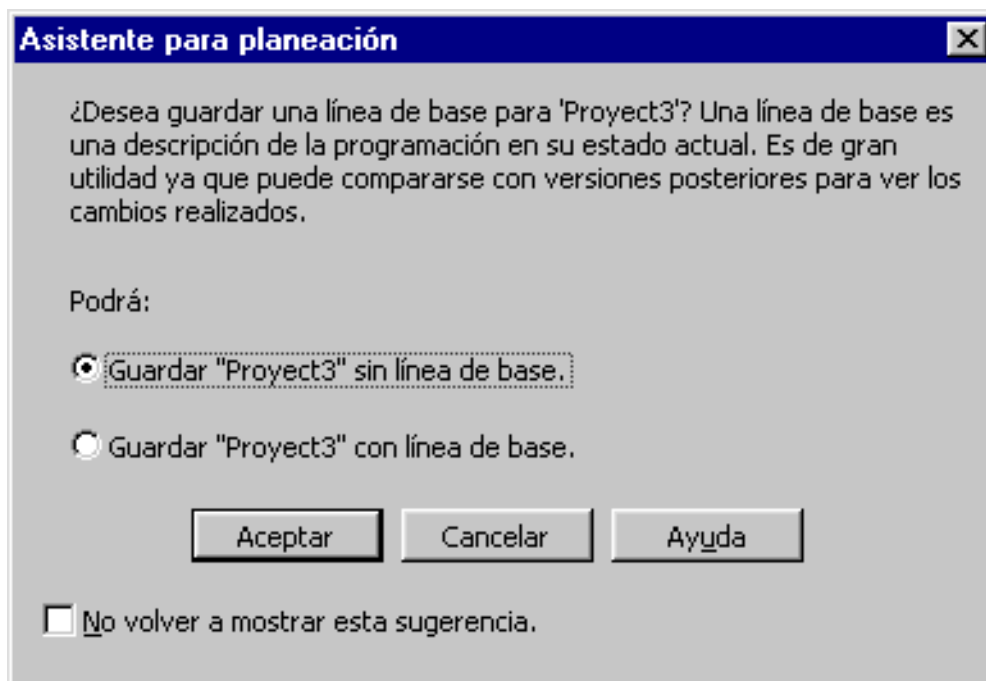 Asistente para planeación
¿Desea guardar una línea de base para 'Proyect3'? Una línea de base es
una descripción de la programación en su estado actual. Es de gran
utilidad ya que puede compararse con versiones posteriores para ver los
cambios realizados.
Podrá:
Guardar "Proyect3" sin línea de base.
Guardar "Proyect3" con línea de base.
Aceptar Cancelar Ayuda
No volver a mostrar esta sugerencia.